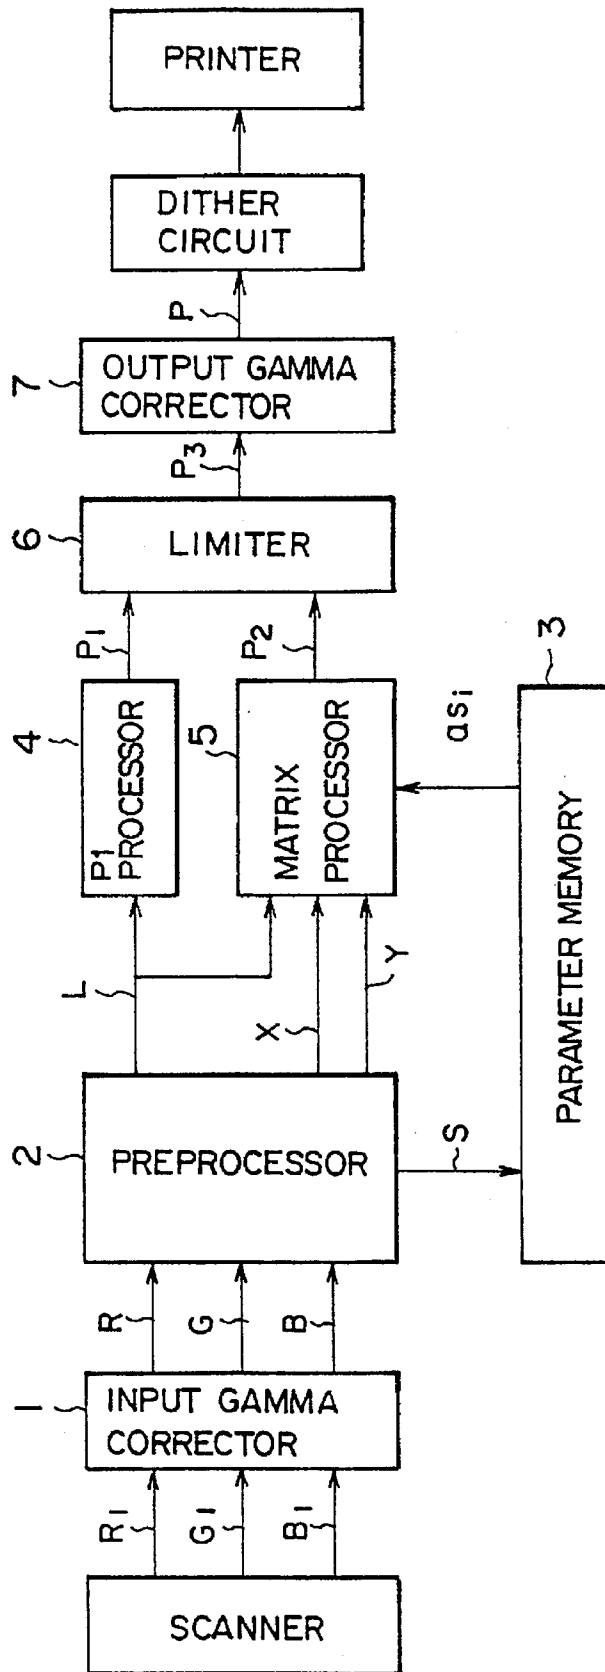 SCANNER
R1
G1
B1
1
INPUT GAMMA
CORRECTOR
R
G
B
2
PREPROCESSOR
S
L
X
Y
3
PARAMETER MEMORY
asi
4
P1
PROCESSOR
5
MATRIX
PROCESSOR
P1
P2
6
LIMITER
P3
7
OUTPUT GAMMA
CORRECTOR
P
DITHER
CIRCUIT
PRINTER